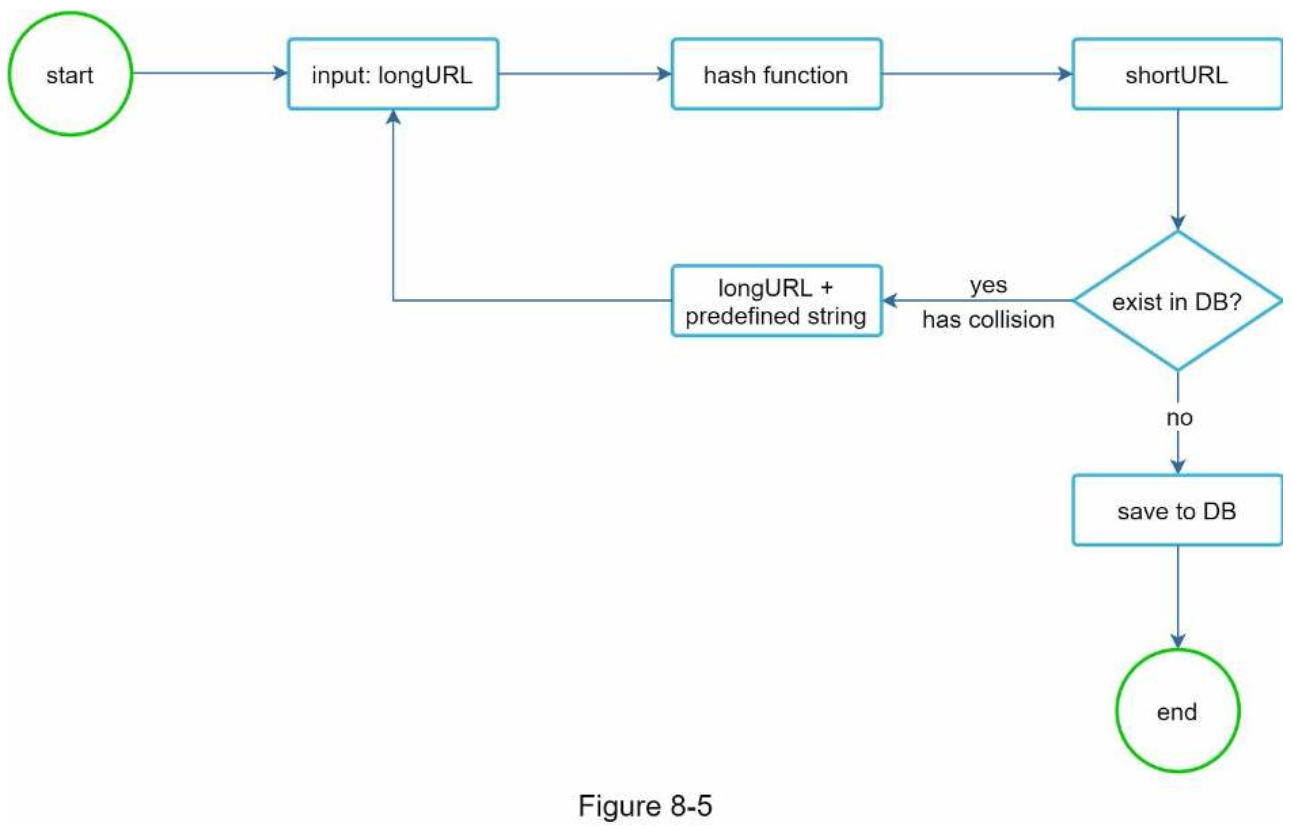 start
input: longURL
hash function
shortURL
longURL +
predefined string
yes
has collision
exist in DB?
no
save to DB
end
Figure 8-5